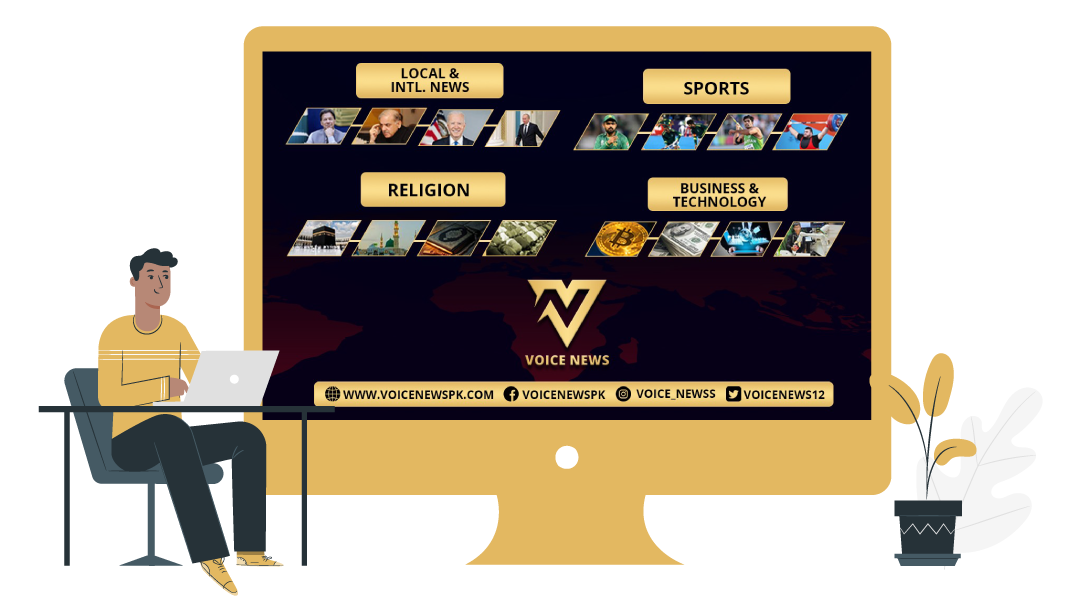 LOCAL &
INTL. NEWS
SPORTS
RELIGION
BUSINESS &
TECHNOLOGY
VOICE NEWS
WWW.VOICENEWSPK.COM VOICENEWSPK VOICE_NEWSS VOICENEWS12